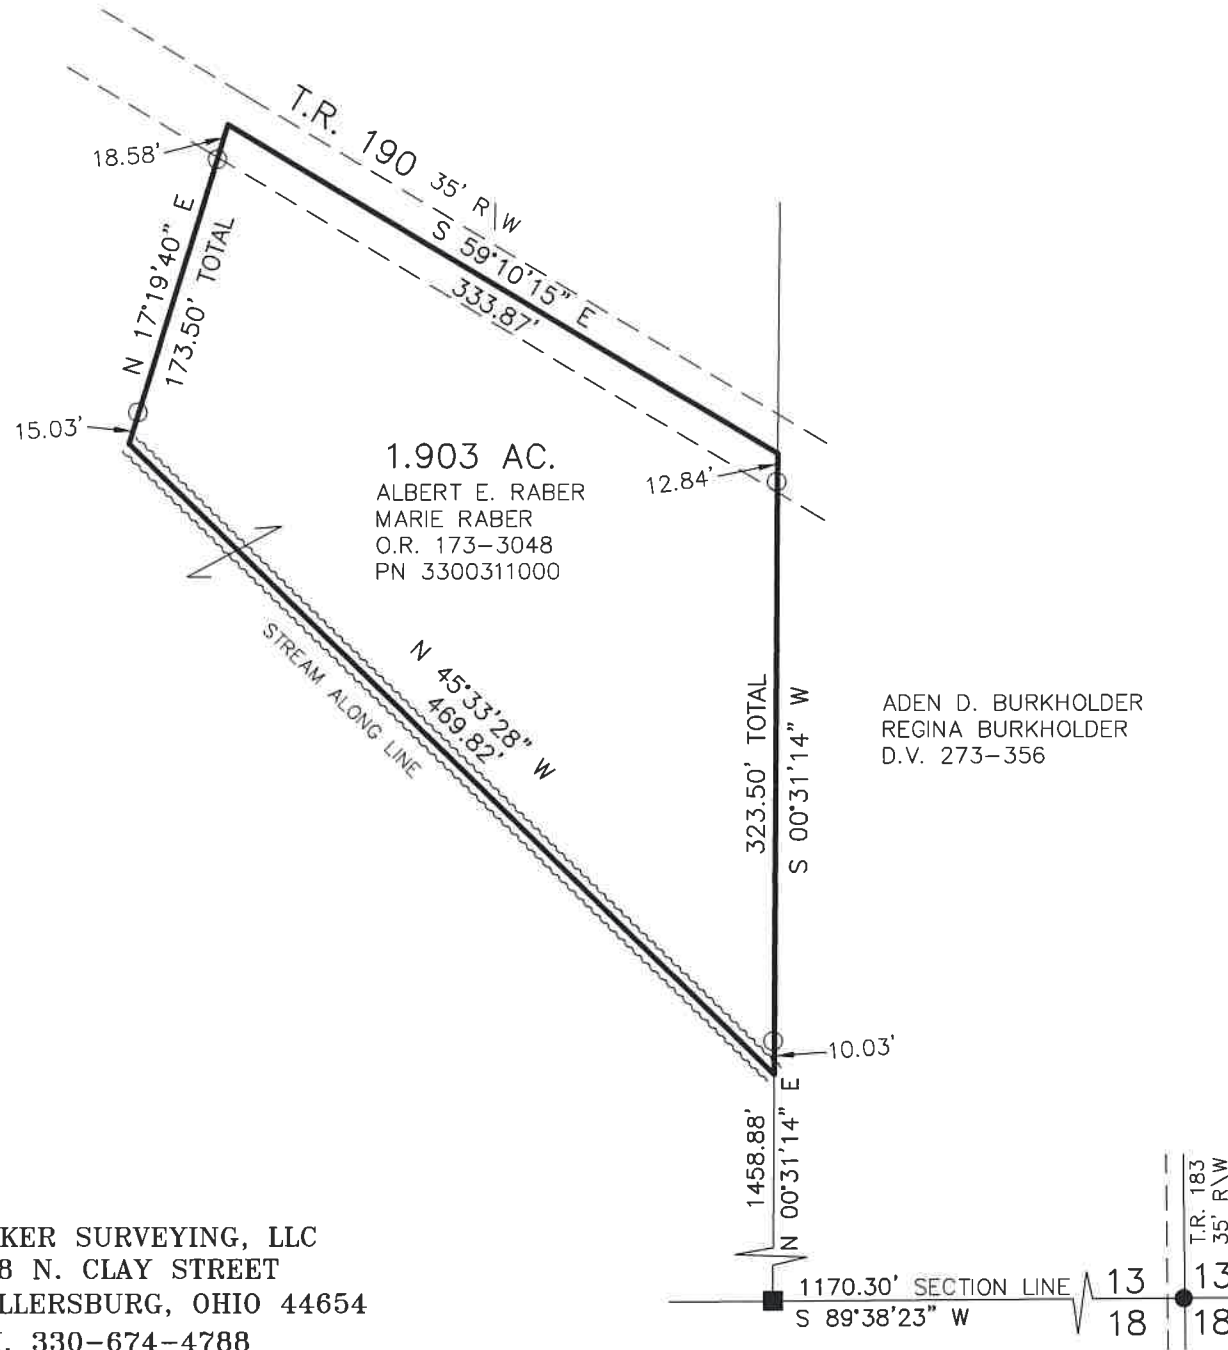 T.R. 190 35' R\W
18.58'
S 59°10'15" E
333.87'
N 17°19'40" E
173.50' TOTAL
15.03'
1.903 AC.
ALBERT E. RABER
MARIE RABER
O.R. 173-3048
PN 3300311000
12.84'
STREAM ALONG LINE
N 45°33'28" W
469.82'
323.50' TOTAL
S 00°31'14" W
ADEN D. BURKHOLDER
REGINA BURKHOLDER
D.V. 273-356
10.03'
1458.88'
N 00°31'14" E
T.R. 183
35' R\W
1170.30' SECTION LINE
S 89°38'23" W
13
13
18
18
KER SURVEYING, LLC
8 N. CLAY STREET
LLERSBURG, OHIO 44654
. 330-674-4788